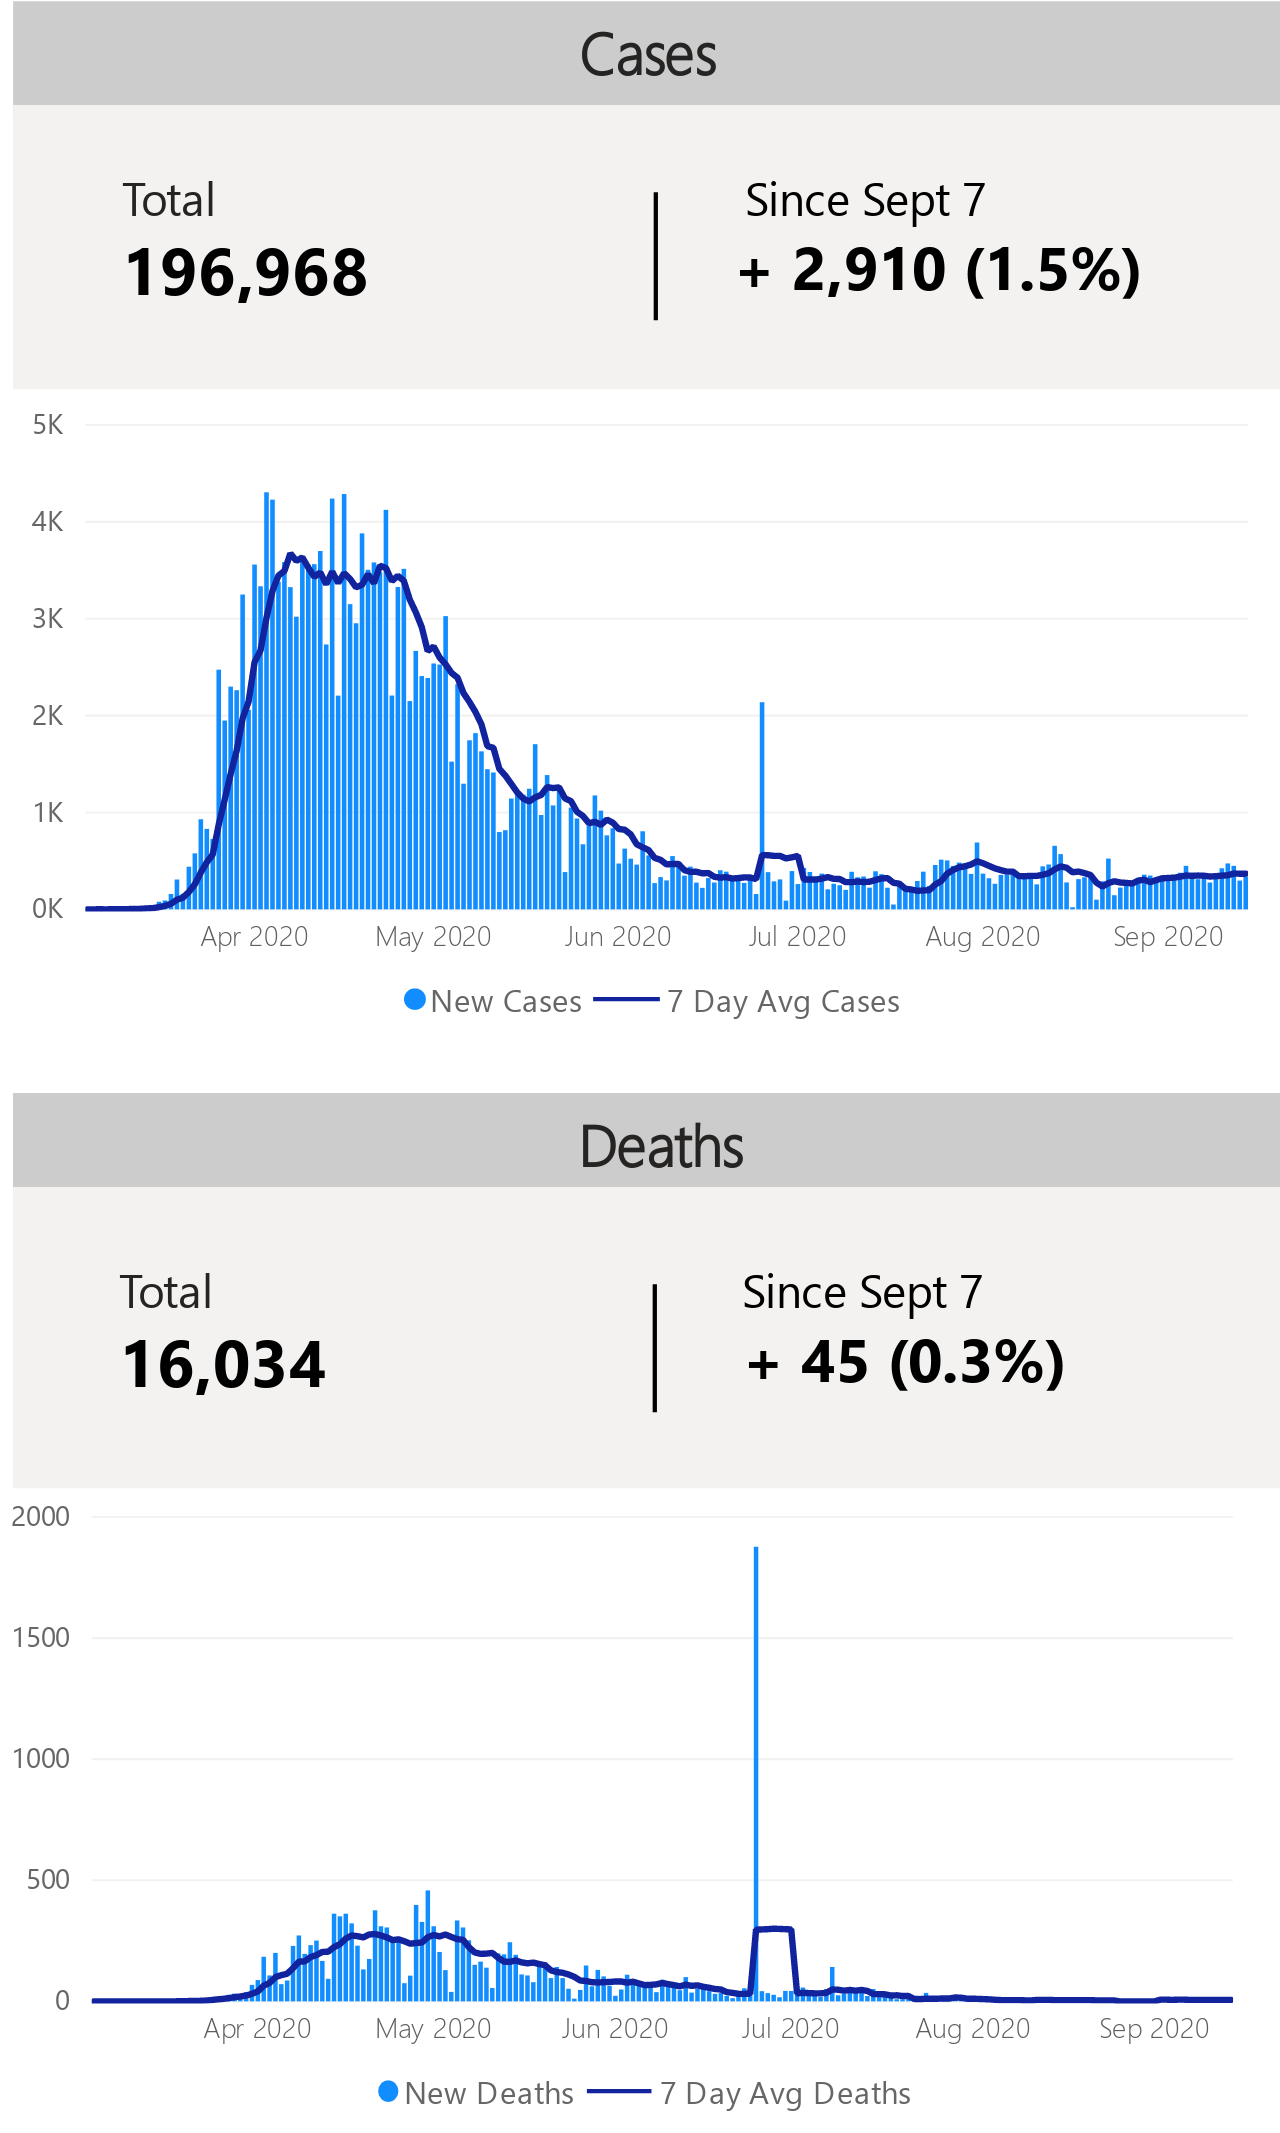 Cases
Total
Since Sept 7
196,968
+ 2,910 (1.5%)
5K
4K
3K
2K
1K
0K
Apr 2020
May 2020
Jun 2020
Jul 2020
Aug 2020
Sep 2020
New Cases
7 Day Avg Cases
Deaths
Total
Since Sept 7
16,034
+ 45 (0.3%)
2000
1500
1000
500
0
Apr 2020
May 2020
Jun 2020
Jul 2020
Aug 2020
Sep 2020
New Deaths
7 Day Avg Deaths